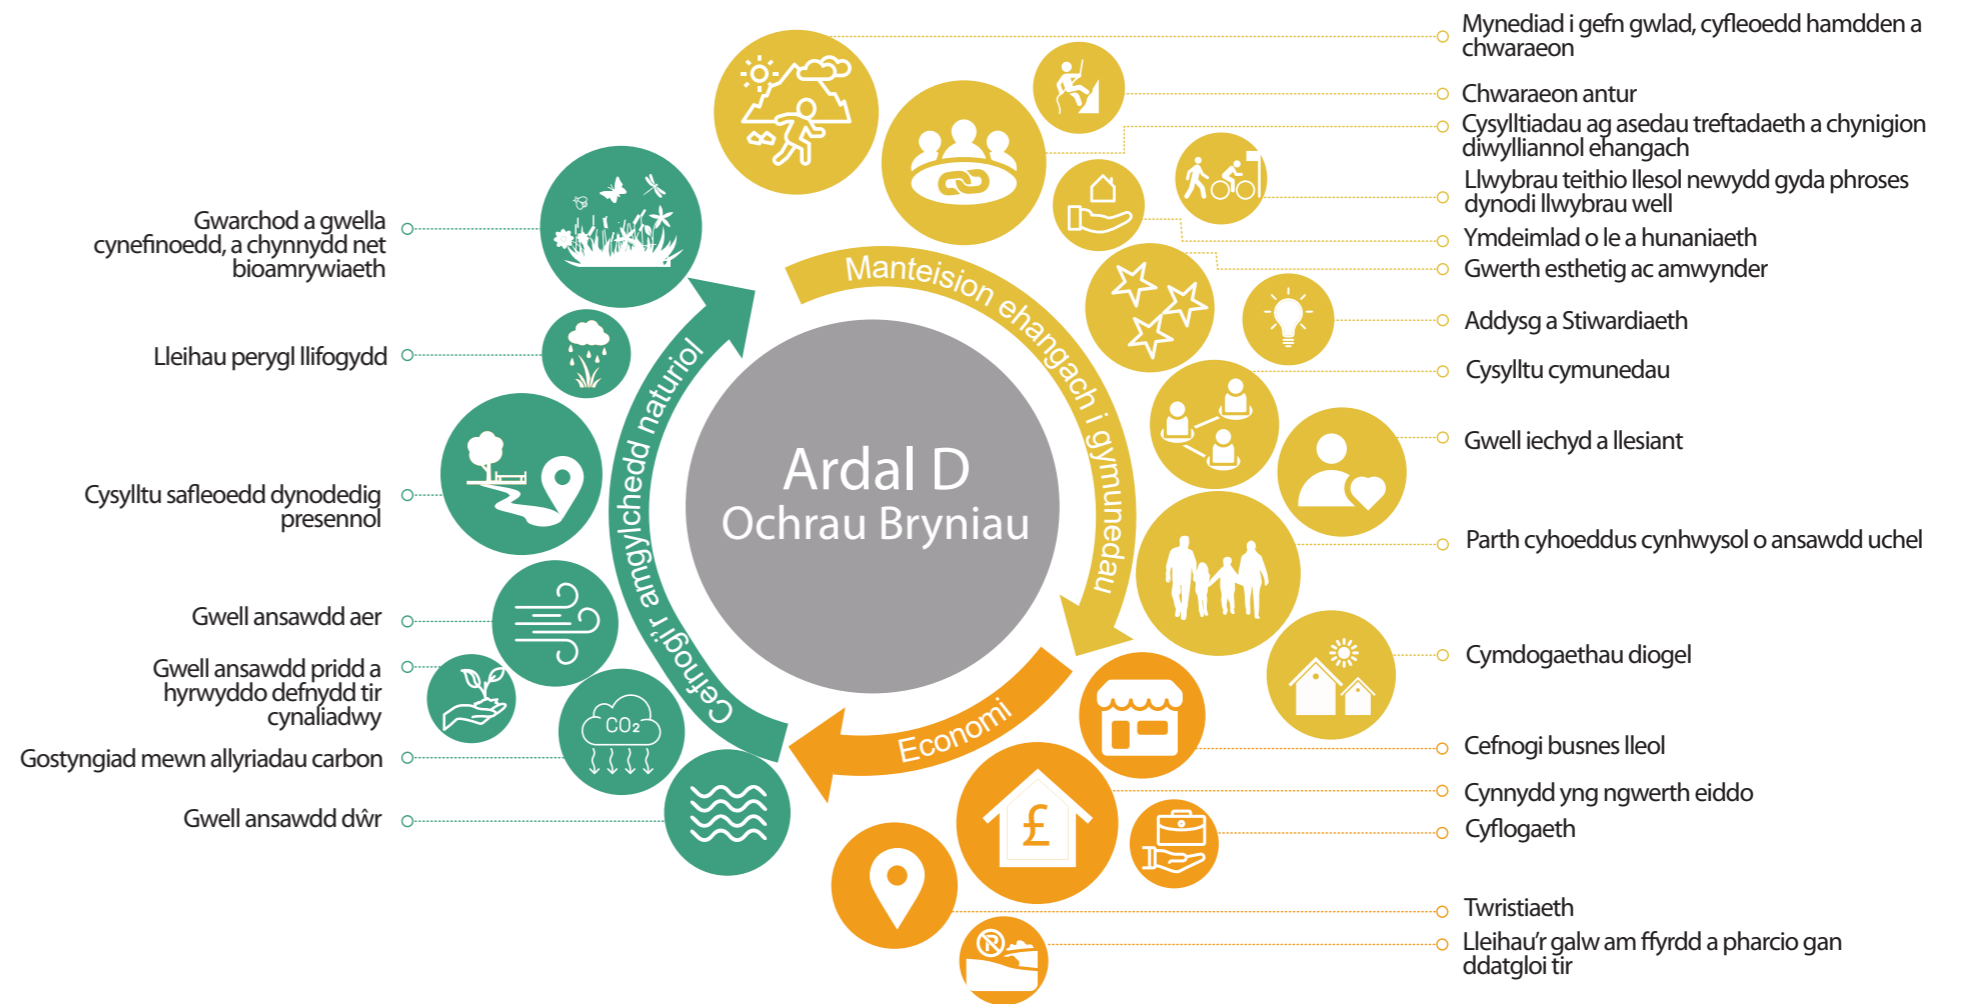 Mynediad i gefn gwlad, cyfleoedd hamdden a
chwaraeon
Chwaraeon antur
Cysylltiadau ag asedau treftadaeth a chynigion
diwylliannol ehangach
Llwybrau teithio llesol newydd gyda phroses
dynodi llwybrau well
Ymdeimlad o le a hunaniaeth
Gwerth esthetig ac amwynder
Addysg a Stiwardiaeth
Cysylltu cymunedau
Gwell iechyd a llesiant
Parth cyhoeddus cynhwysol o ansawdd uchel
Cymdogaethau diogel
Cefnogi busnes lleol
Cynnydd yng ngwerth eiddo
Cyflogaeth
Twristiaeth
Lleihau'r galw am ffyrdd a pharcio gan
ddatgloi tir
Gwarchod a gwella
cynefinoedd, a chynnydd net
bioamrywiaeth
Lleihau perygl llifogydd
Cysylltu safleoedd dynodedig
presennol
Gwell ansawdd aer
Gwell ansawdd pridd a
hyrwyddo defnydd tir
cynaliadwy
Gostyngiad mewn allyriadau carbon
Gwell ansawdd dŵr
Manteision ehangach i gymunedau
Economi
Cefnogi'r amgylchedd naturiol
Ardal D
Ochrau Bryniau
CO₂
£
P